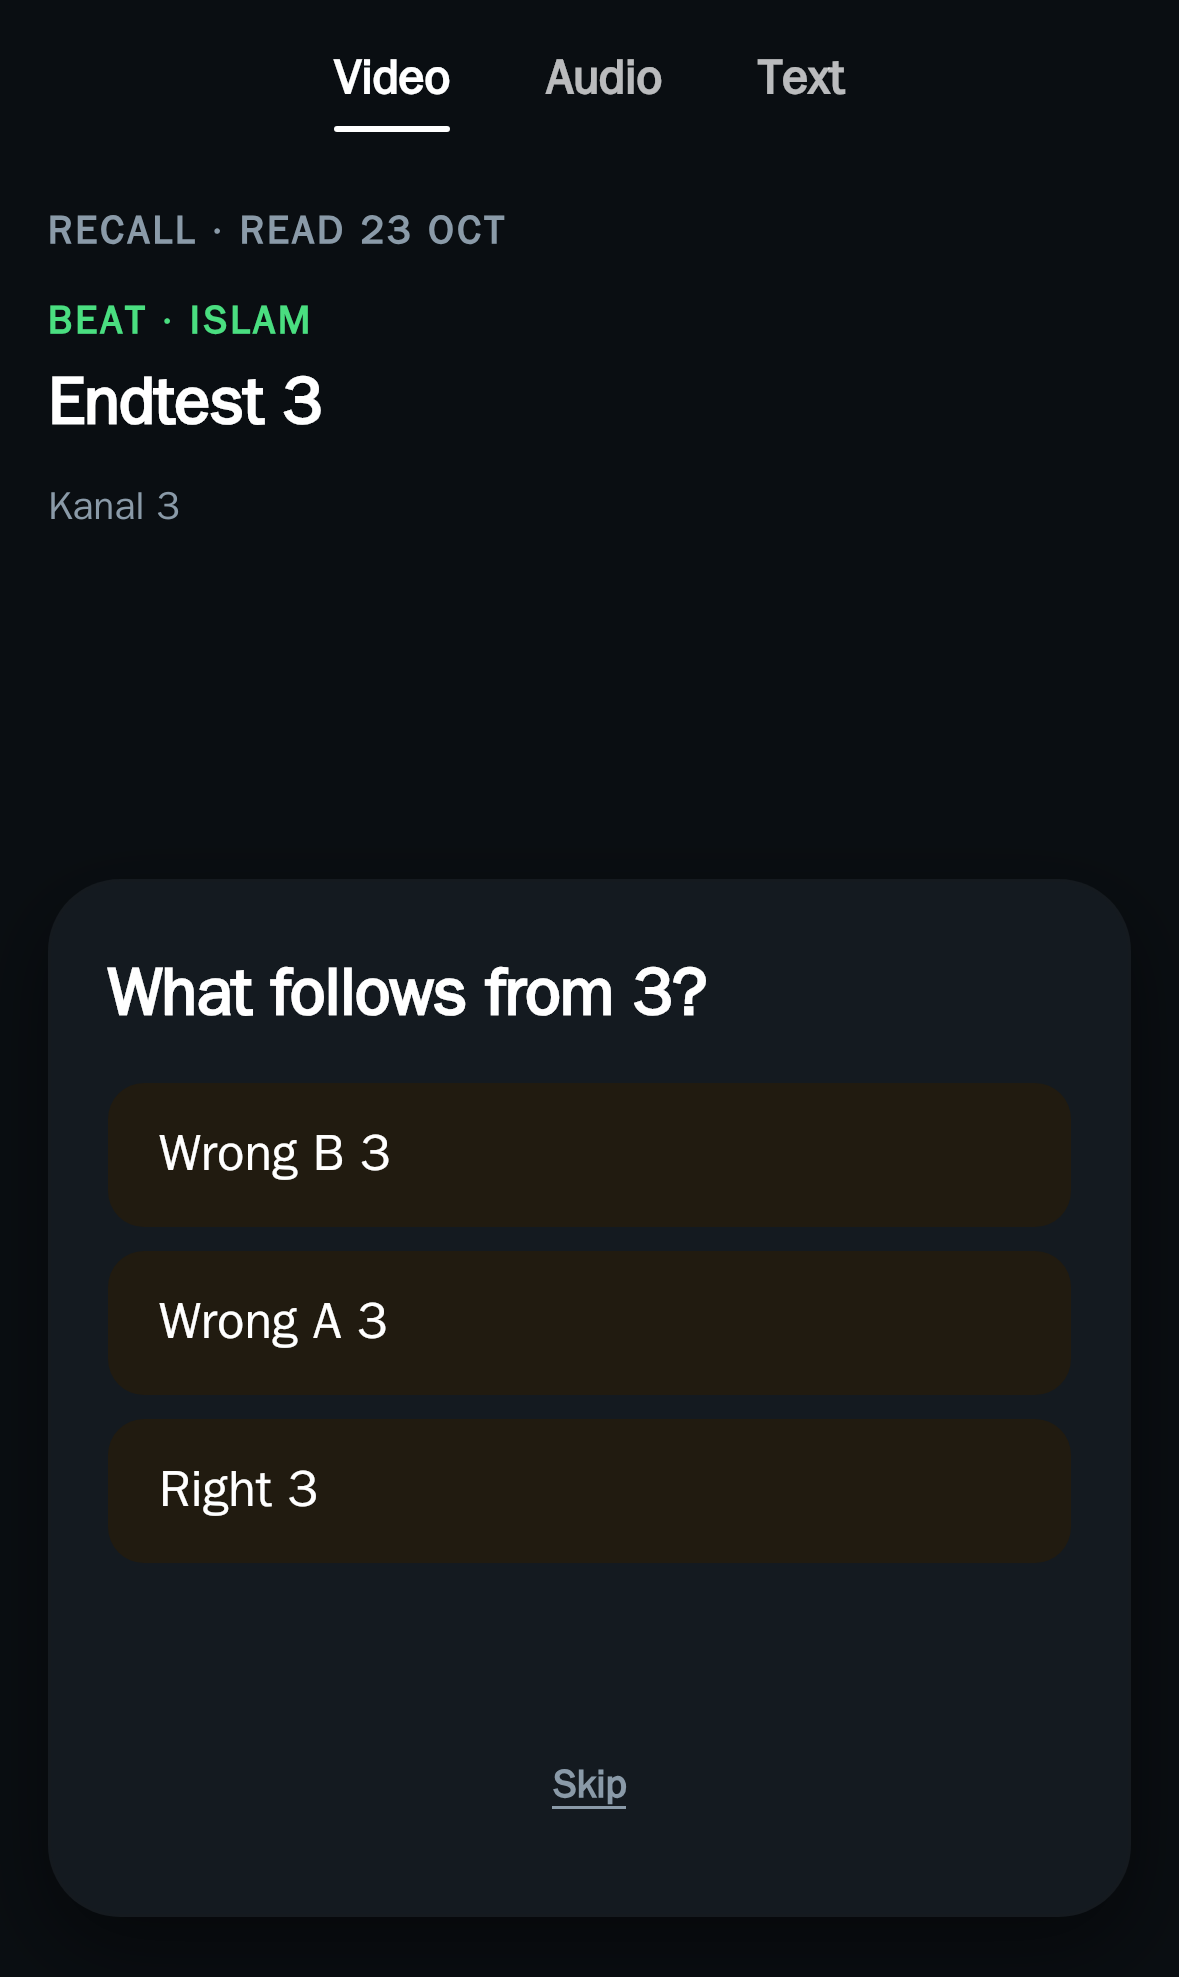 Video Audio Text
RECALL · READ 23 OCT
BEAT · ISLAM
Endtest 3
Kanal 3
What follows from 3?
Wrong B 3
Wrong A 3
Right 3
Skip